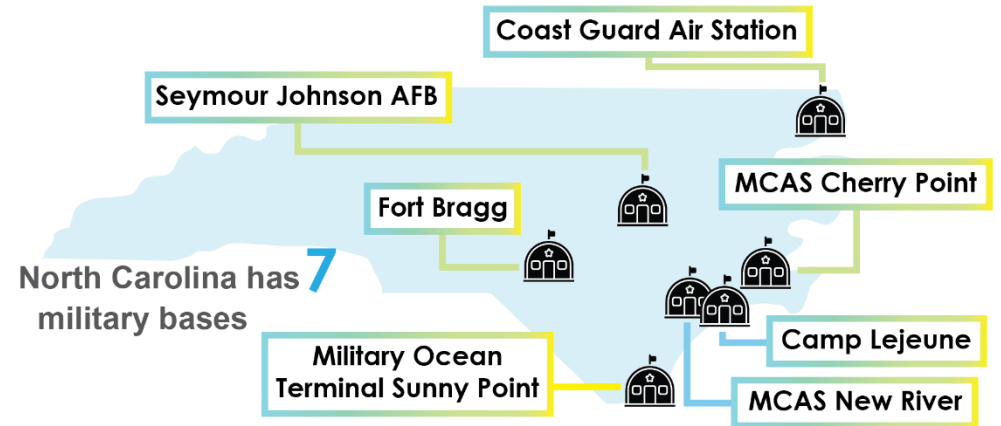 Coast Guard Air Station
Seymour Johnson AFB
MCAS Cherry Point
Fort Bragg
North Carolina has 7
military bases
Camp Lejeune
Military Ocean
Terminal Sunny Point
MCAS New River